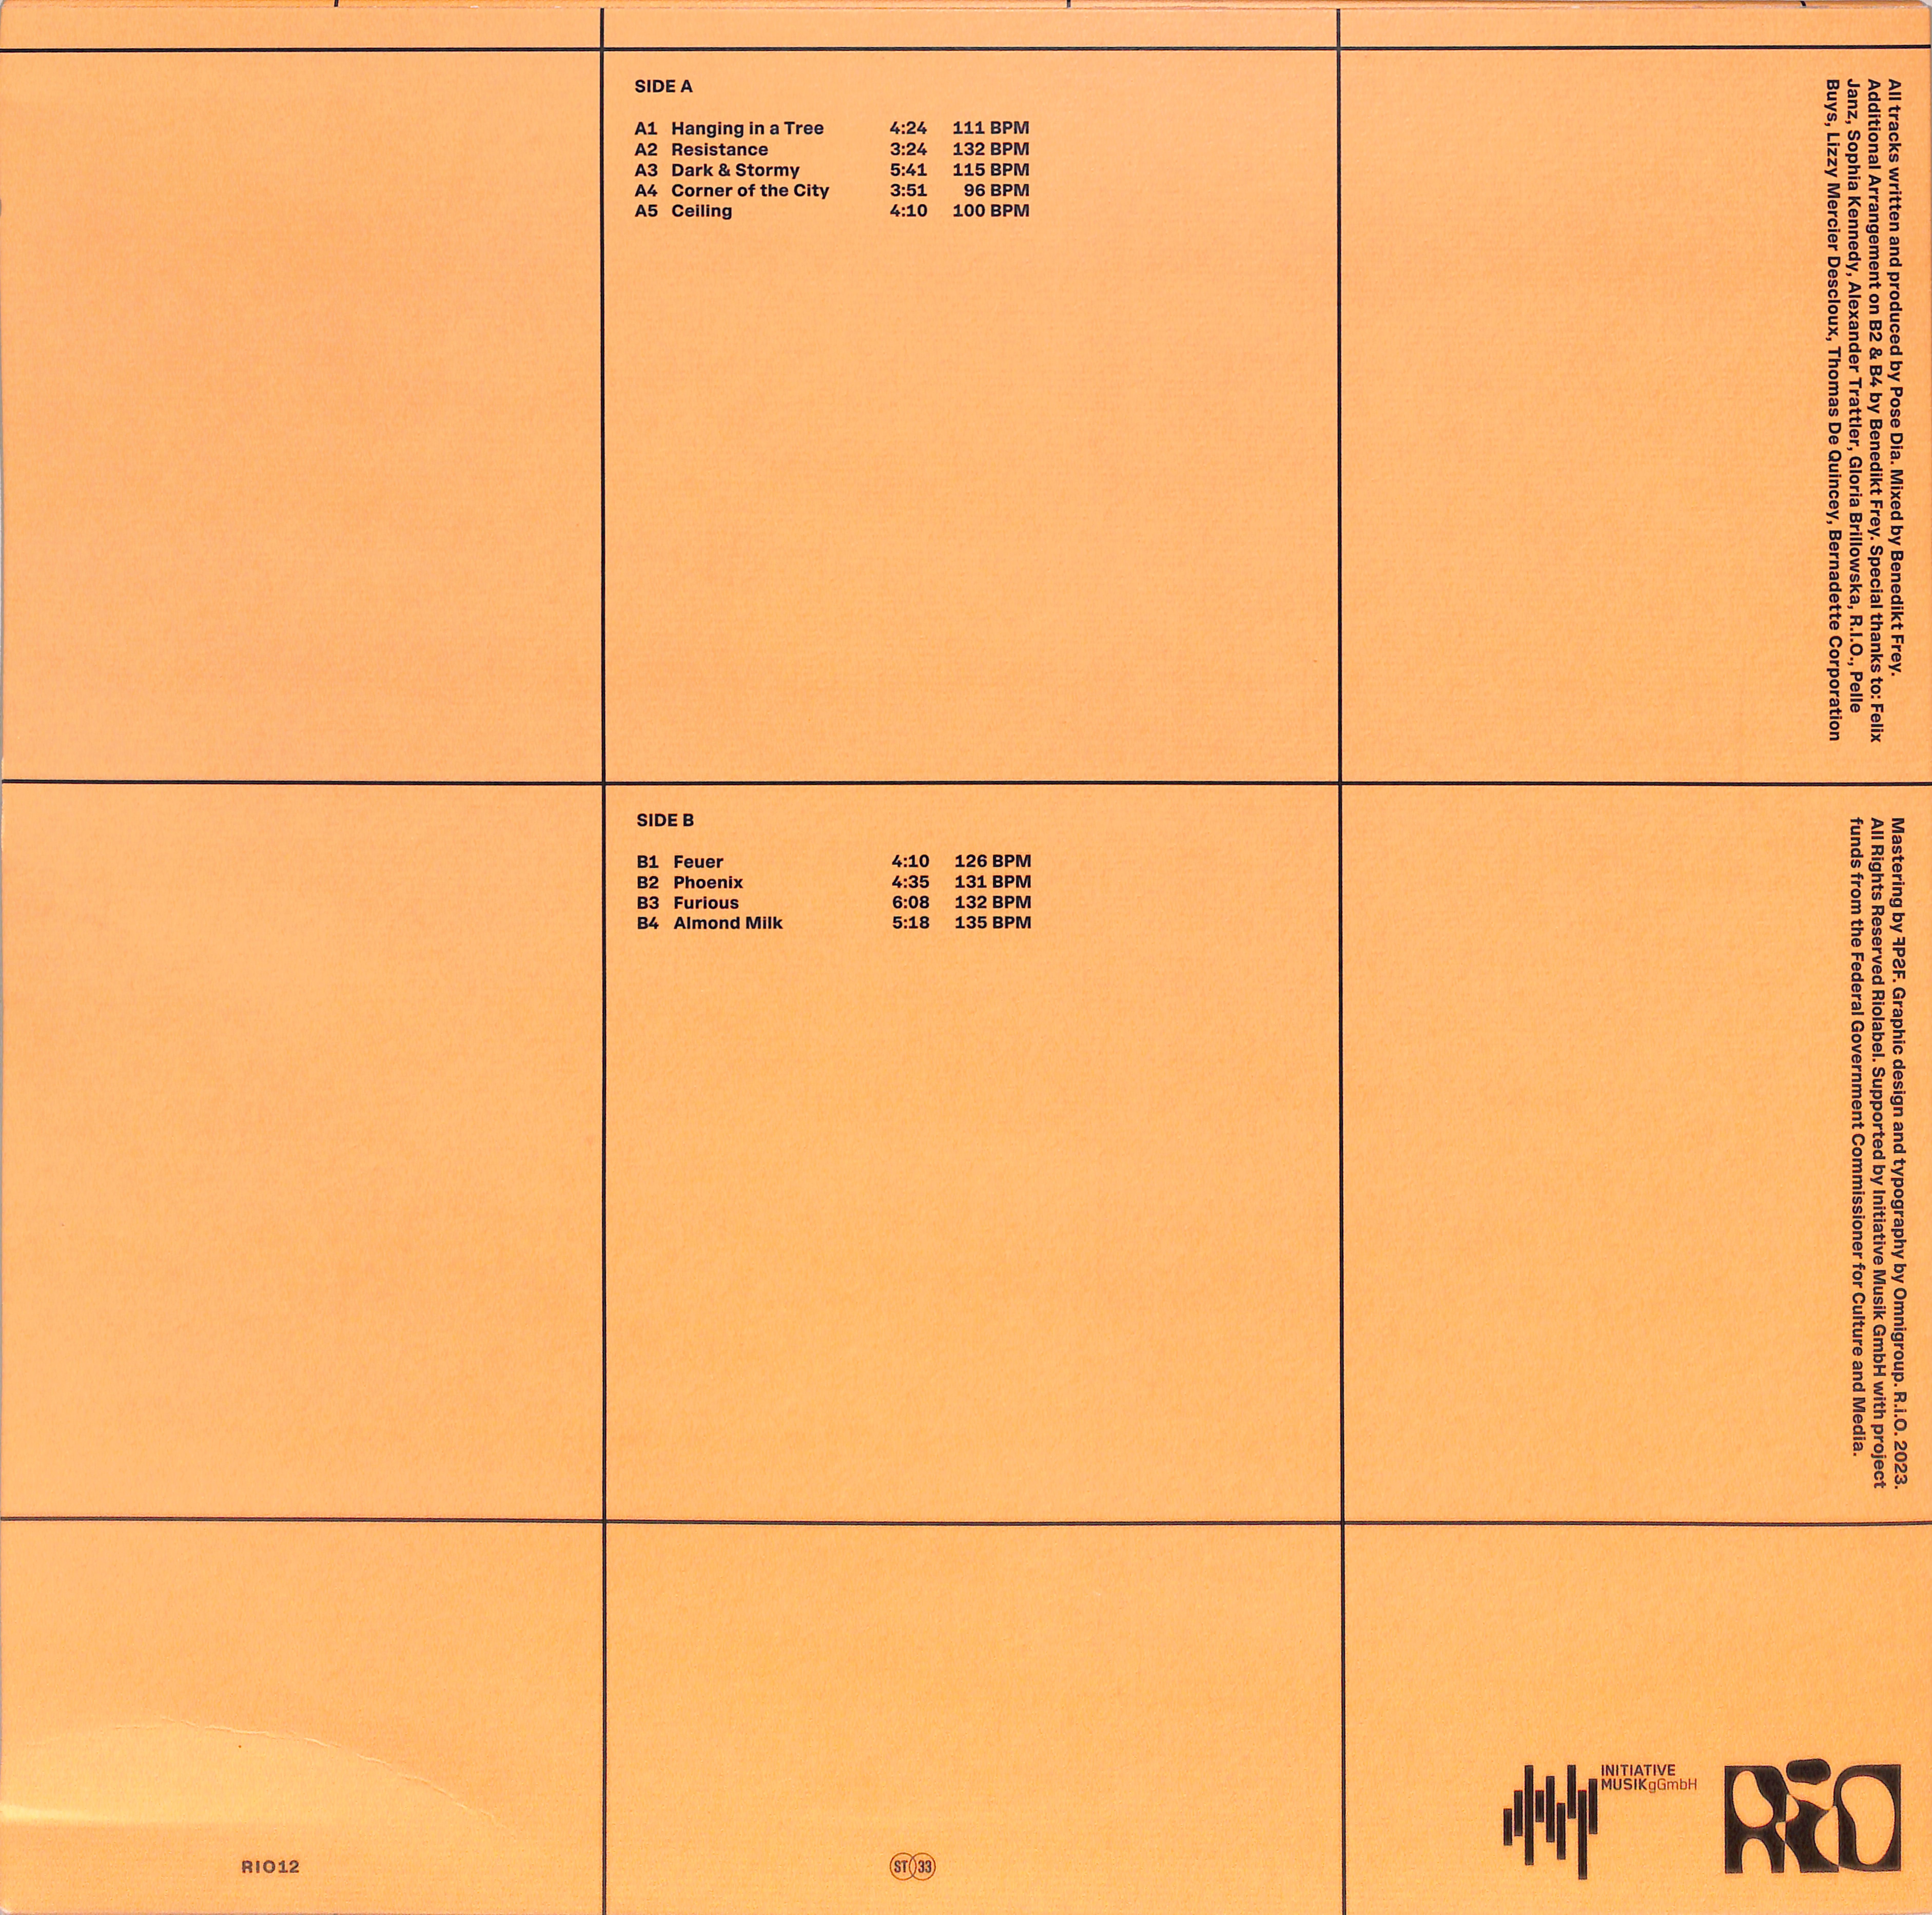 SIDE A
A1 Hanging in a Tree 4:24 111 BPM
A2 Resistance 3:24 132 BPM
A3 Dark & Stormy 5:41 115 BPM
A4 Corner of the City 3:51 96 BPM
A5 Ceiling 4:10 100 BPM
All tracks written and produced by Pose Dia. Mixed by Benedikt Frey.
Additional Arrangement on B2 & B4 by Benedikt Frey. Special thanks to: Felix
Janz, Sophia Kennedy, Alexander Trattler, Gloria Brillowska, R.I.O., Pelle
Buys, Lizzy Mercier Descloux, Thomas De Quincey, Bernadette Corporation
SIDE B
B1 Feuer 4:10 126 BPM
B2 Phoenix 4:35 131 BPM
B3 Furious 6:08 132 BPM
B4 Almond Milk 5:18 135 BPM
Mastering by ꟻPƧF. Graphic design and typography by Omnigroup. R.i.O. 2023.
All Rights Reserved Riolabel. Supported by Initiative Musik GmbH with project
funds from the Federal Government Commissioner for Culture and Media.
RIO12
ST 33
INITIATIVE
MUSIKgGmbH
RiO